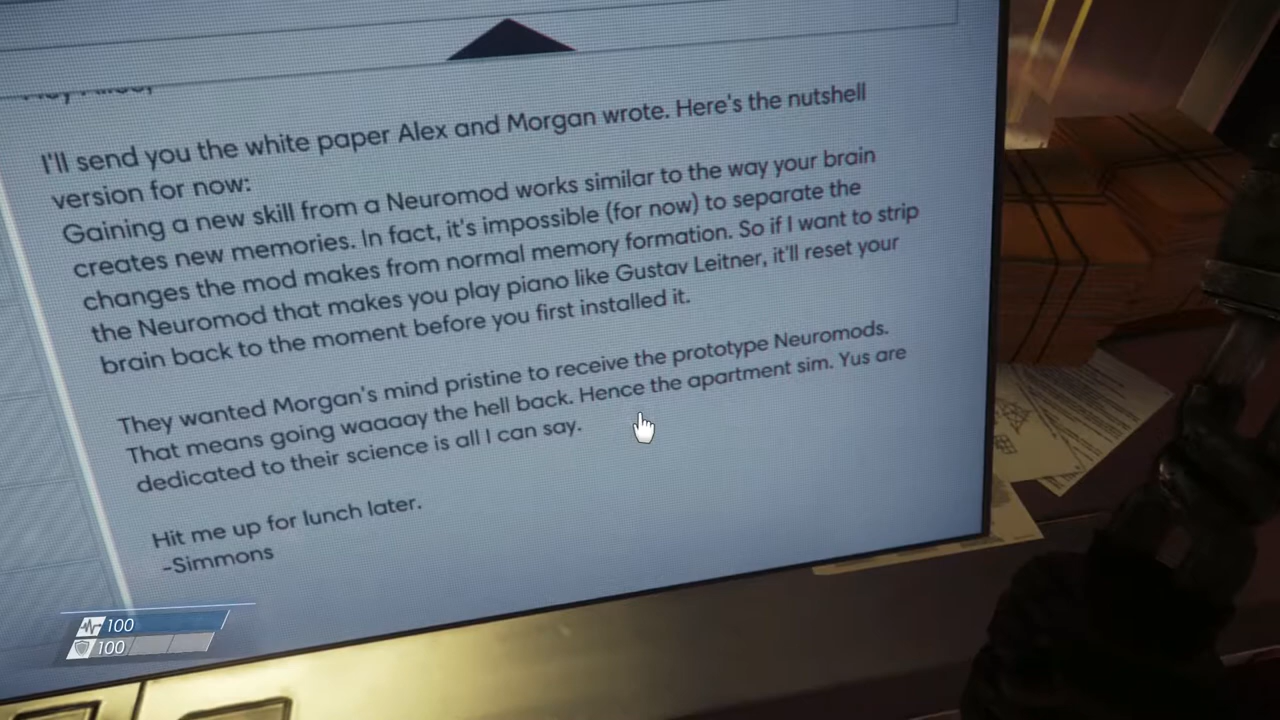 I'll send you the white paper Alex and Morgan wrote. Here's the nutshell
version for now:
Gaining a new skill from a Neuromod works similar to the way your brain
creates new memories. In fact, it's impossible (for now) to separate the
changes the mod makes from normal memory formation. So if I want to strip
the Neuromod that makes you play piano like Gustav Leitner, it'll reset your
brain back to the moment before you first installed it.
They wanted Morgan's mind pristine to receive the prototype Neuromods.
That means going waaaay the hell back. Hence the apartment sim. Yus are
dedicated to their science is all I can say.
Hit me up for lunch later.
-Simmons
100
100